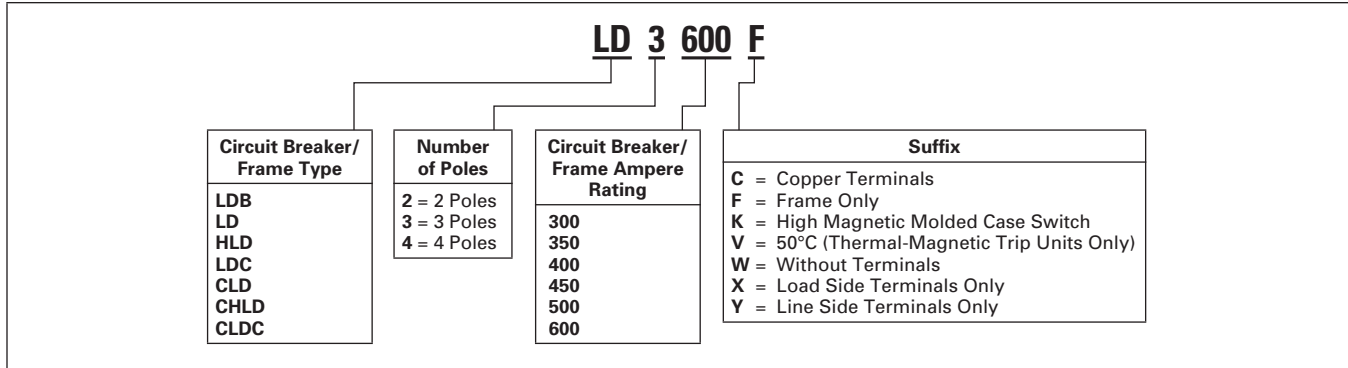 LD 3 600 F
Circuit Breaker/
Frame Type
LDB
LD
HLD
LDC
CLD
CHLD
CLDC
Number
of Poles
2 = 2 Poles
3 = 3 Poles
4 = 4 Poles
Circuit Breaker/
Frame Ampere
Rating
300
350
400
450
500
600
Suffix
C = Copper Terminals
F = Frame Only
K = High Magnetic Molded Case Switch
V = 50°C (Thermal-Magnetic Trip Units Only)
W = Without Terminals
X = Load Side Terminals Only
Y = Line Side Terminals Only